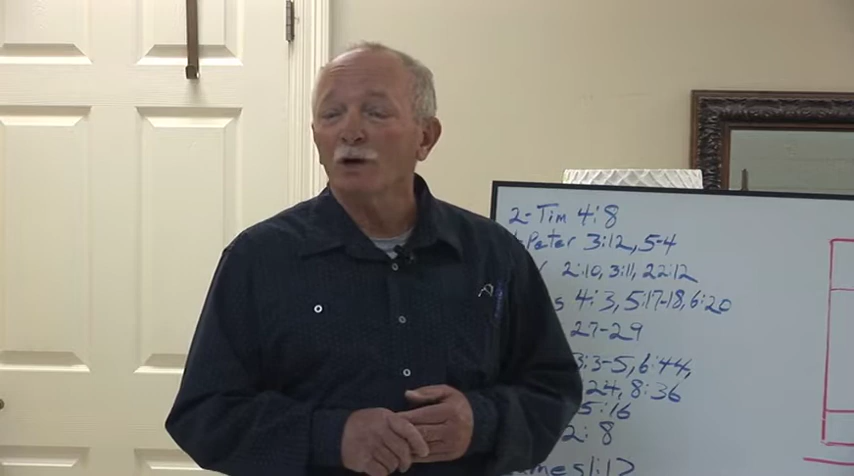 2-Tim 4:8
Peter 3:12, 5-4
2:10, 3:11, 22:12
4:3, 5:17-18, 6:20
27-29
3:3-5, 6:44,
24, 8:36
5:16
2:8
James 1:12